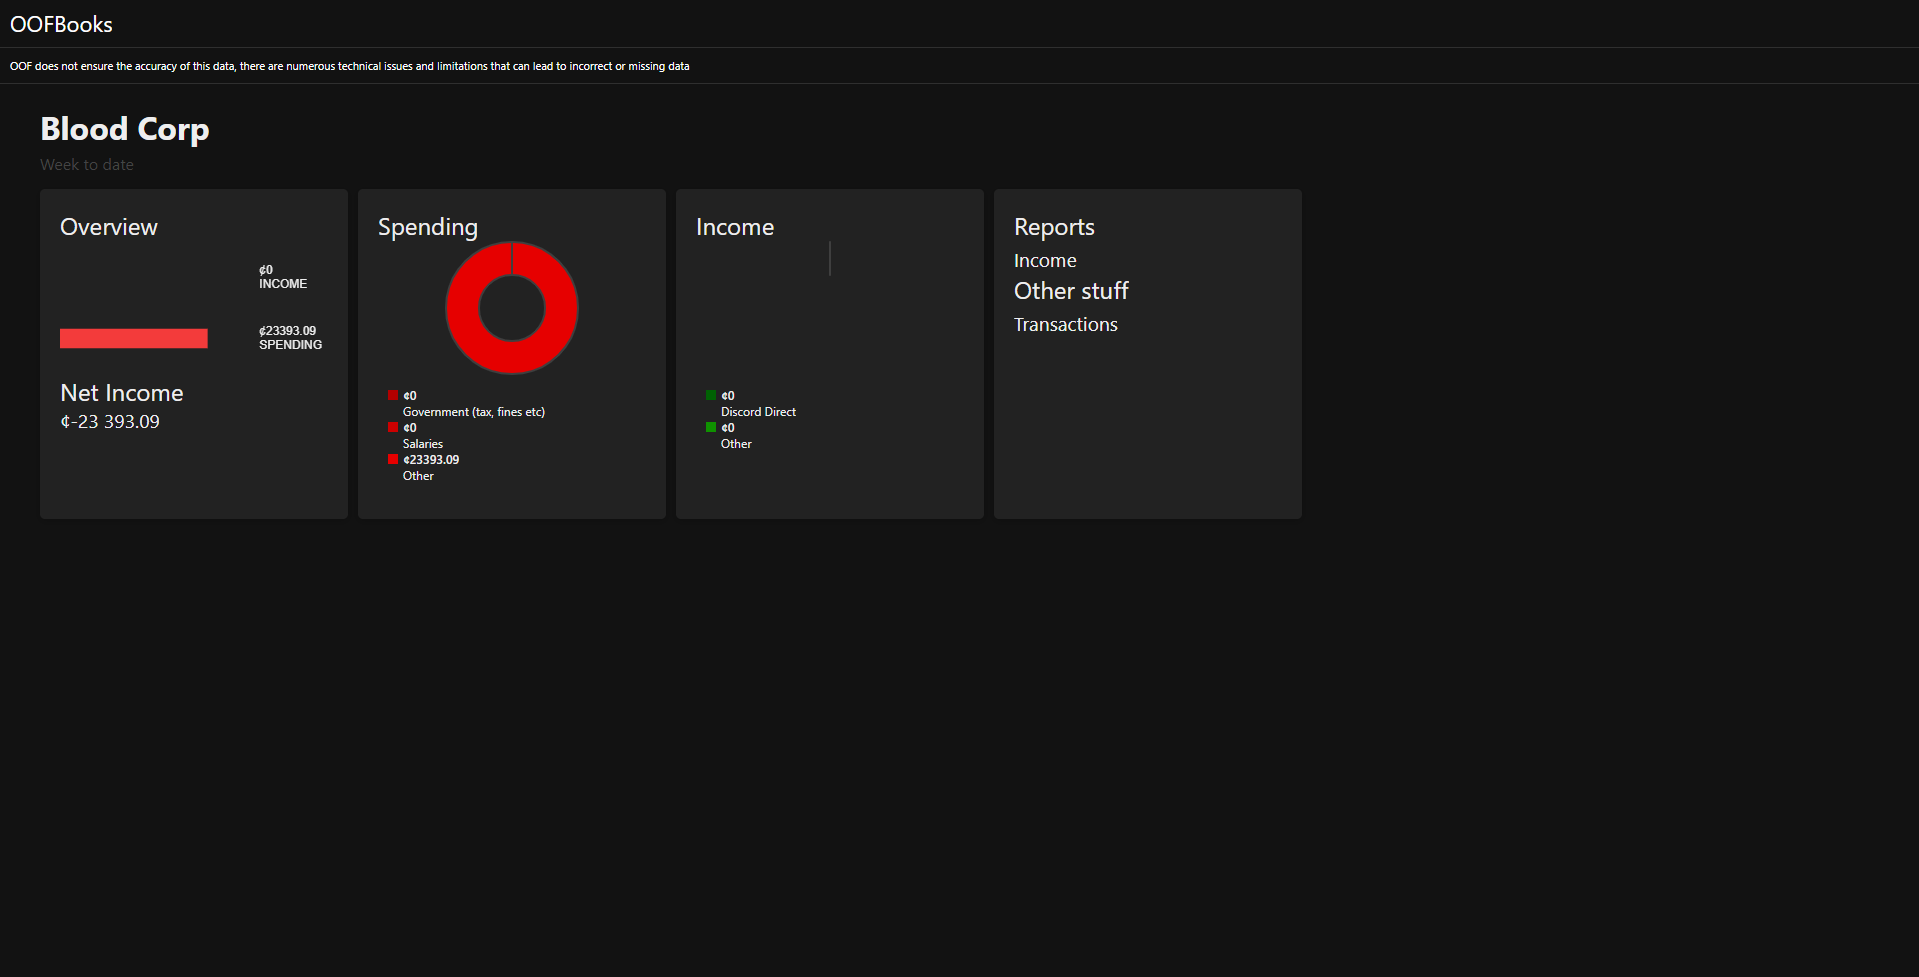 OOFBooks
OOF does not ensure the accuracy of this data, there are numerous technical issues and limitations that can lead to incorrect or missing data
Blood Corp
Week to date
Overview
¢0
INCOME
¢23393.09
SPENDING
Net Income
¢-23 393.09
Spending
¢0
Government (tax, fines etc)
¢0
Salaries
¢23393.09
Other
Income
¢0
Discord Direct
¢0
Other
Reports
Income
Other stuff
Transactions